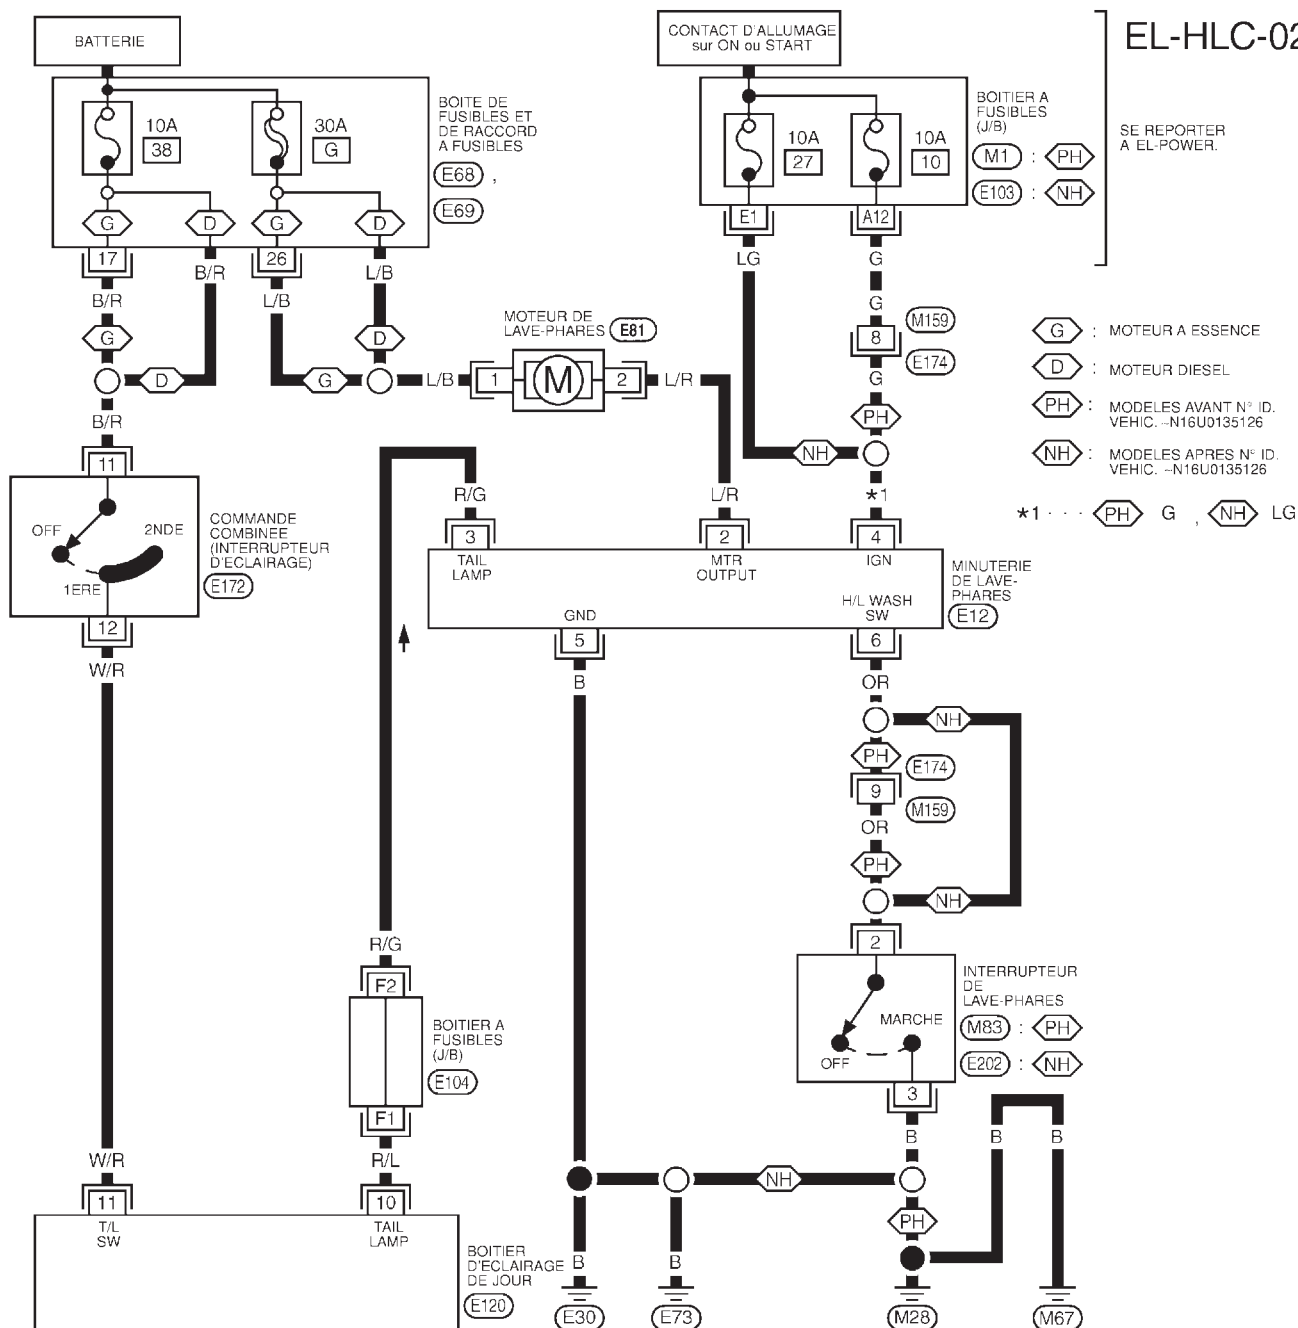 EL-HLC-02
BATTERIE
CONTACT D'ALLUMAGE
sur ON ou START
10A
38
30A
G
BOITE DE
FUSIBLES ET
DE RACCORD
A FUSIBLES
E68 ,
E69
10A
27
10A
10
BOITIER A
FUSIBLES
(J/B)
M1 : PH
E103 : NH
SE REPORTER
A EL-POWER.
G
D
G
D
17
B/R
26
L/B
E1
A12
B/R
L/B
LG
G
G
D
MOTEUR DE
LAVE-PHARES E81
G
8
M159
E174
G
D
G
L/B
1
M
2
L/R
PH
NH
G : MOTEUR A ESSENCE
D : MOTEUR DIESEL
PH : MODELES AVANT N° ID.
VEHIC. ~N16U0135126
NH : MODELES APRES N° ID.
VEHIC. ~N16U0135126
*1 · · · PH G , NH LG
B/R
11
OFF
2NDE
1ERE
12
COMMANDE
COMBINEE
(INTERRUPTEUR
D'ECLAIRAGE)
E172
R/G
L/R
*1
3
2
4
TAIL
LAMP
MTR
OUTPUT
IGN
GND
H/L WASH
SW
5
6
MINUTERIE
DE LAVE-
PHARES
E12
W/R
B
OR
NH
PH
E174
9
M159
OR
PH
NH
2
R/G
F2
BOITIER A
FUSIBLES
(J/B)
E104
F1
MARCHE
OFF
3
INTERRUPTEUR
DE
LAVE-PHARES
M83 : PH
E202 : NH
B
B
B
W/R
R/L
11
10
NH
T/L
SW
TAIL
LAMP
PH
BOITIER
D'ECLAIRAGE
DE JOUR
E120
B
B
E30
E73
M28
M67